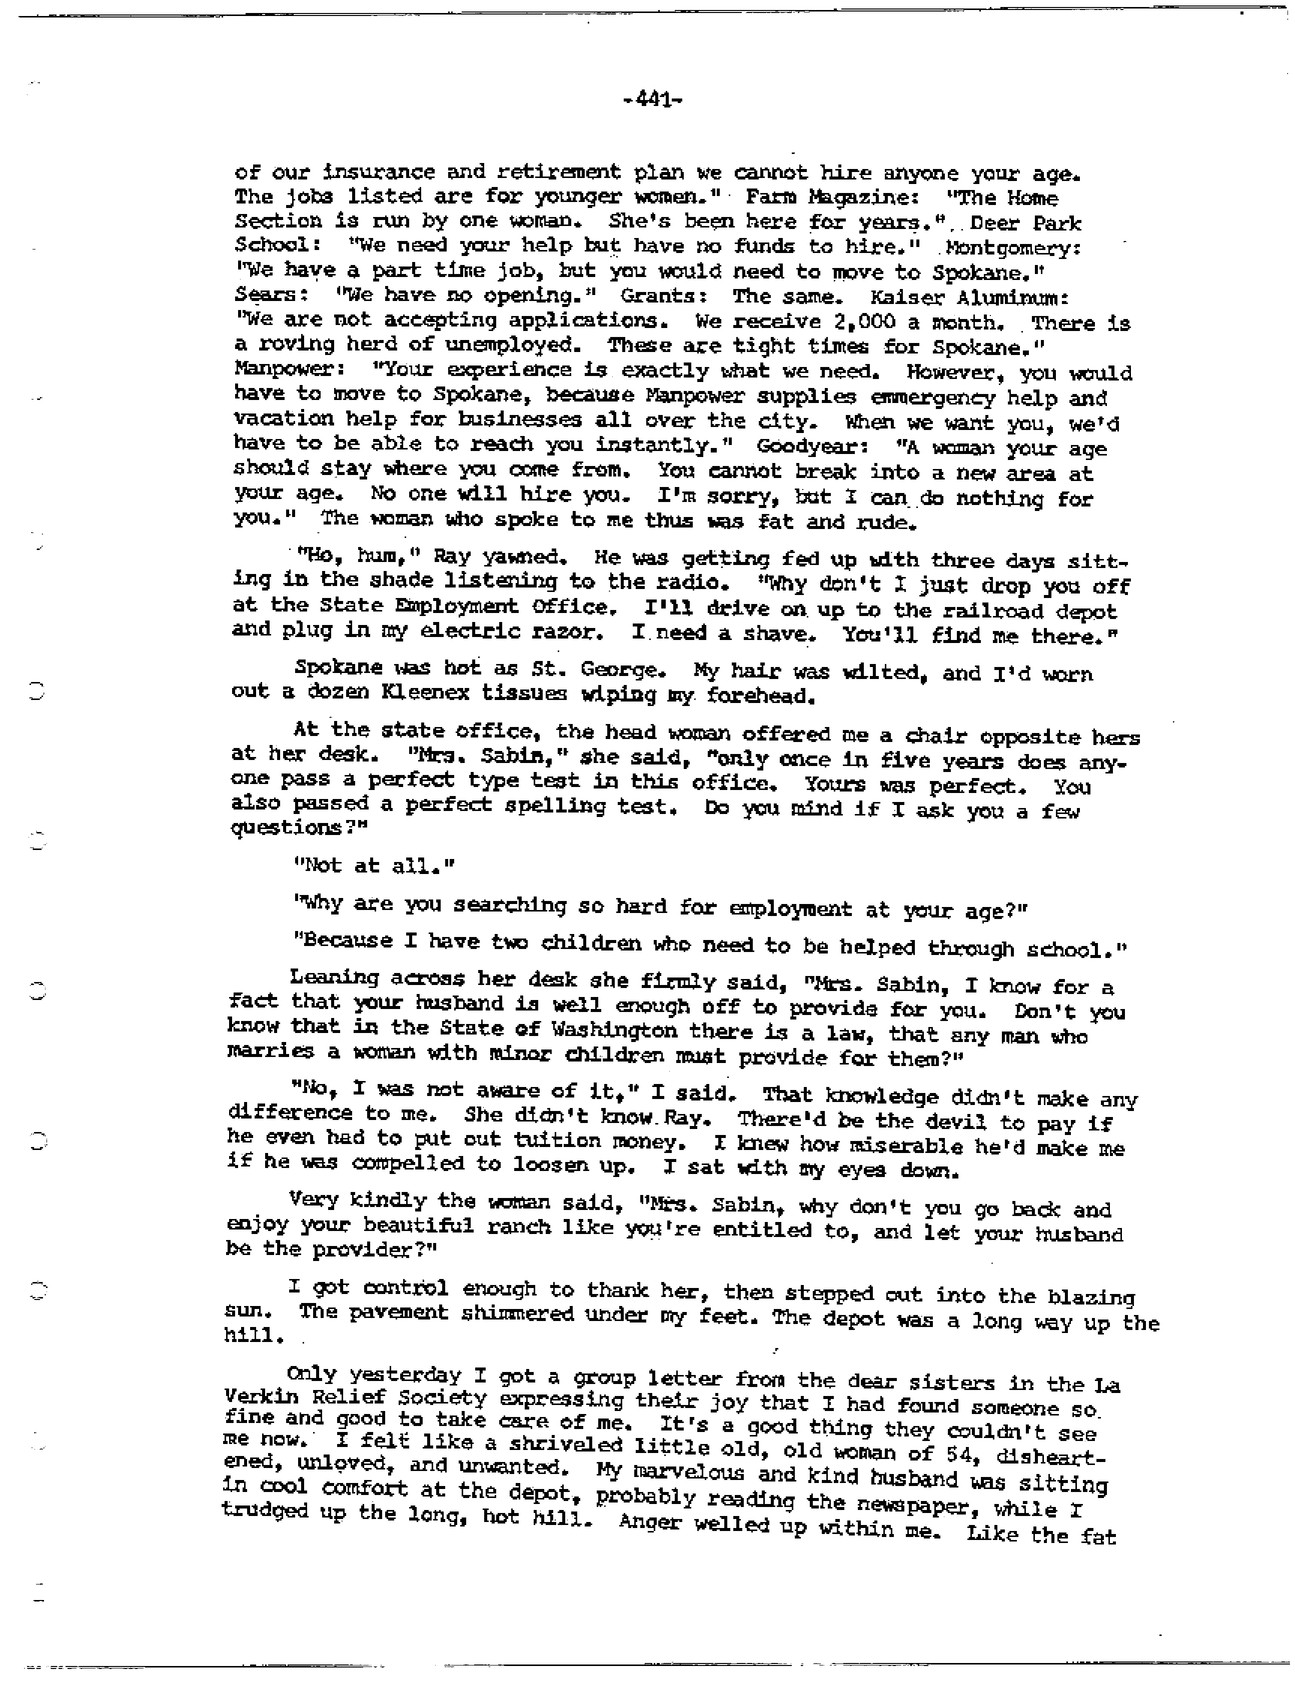 -441-
of our insurance and retirement plan we cannot hire anyone your age.
The jobs listed are for younger women." Farm Magazine: "The Home
Section is run by one woman. She's been here for years." Deer Park
School: "We need your help but have no funds to hire." Montgomery:
"We have a part time job, but you would need to move to Spokane."
Sears: "We have no opening." Grants: The same. Kaiser Aluminum:
"We are not accepting applications. We receive 2,000 a month. There is
a roving herd of unemployed. These are tight times for Spokane."
Manpower: "Your experience is exactly what we need. However, you would
have to move to Spokane, because Manpower supplies emmergency help and
vacation help for businesses all over the city. When we want you, we'd
have to be able to reach you instantly." Goodyear: "A woman your age
should stay where you come from. You cannot break into a new area at
your age. No one will hire you. I'm sorry, but I can do nothing for
you." The woman who spoke to me thus was fat and rude.
"Ho, hum," Ray yawned. He was getting fed up with three days sitt-
ing in the shade listening to the radio. "Why don't I just drop you off
at the State Employment Office. I'll drive on up to the railroad depot
and plug in my electric razor. I need a shave. You'll find me there."
Spokane was hot as St. George. My hair was wilted, and I'd worn
out a dozen Kleenex tissues wiping my forehead.
At the state office, the head woman offered me a chair opposite hers
at her desk. "Mrs. Sabin," she said, "only once in five years does any-
one pass a perfect type test in this office. Yours was perfect. You
also passed a perfect spelling test. Do you mind if I ask you a few
questions?"
"Not at all."
"Why are you searching so hard for employment at your age?"
"Because I have two children who need to be helped through school."
Leaning across her desk she firmly said, "Mrs. Sabin, I know for a
fact that your husband is well enough off to provide for you. Don't you
know that in the State of Washington there is a law, that any man who
marries a woman with minor children must provide for them?"
"No, I was not aware of it," I said. That knowledge didn't make any
difference to me. She didn't know Ray. There'd be the devil to pay if
he even had to put out tuition money. I knew how miserable he'd make me
if he was compelled to loosen up. I sat with my eyes down.
Very kindly the woman said, "Mrs. Sabin, why don't you go back and
enjoy your beautiful ranch like you're entitled to, and let your husband
be the provider?"
I got control enough to thank her, then stepped out into the blazing
sun. The pavement shimmered under my feet. The depot was a long way up the
hill.
Only yesterday I got a group letter from the dear sisters in the La
Verkin Relief Society expressing their joy that I had found someone so
fine and good to take care of me. It's a good thing they couldn't see
me now. I felt like a shriveled little old, old woman of 54, disheart-
ened, unloved, and unwanted. My marvelous and kind husband was sitting
in cool comfort at the depot, probably reading the newspaper, while I
trudged up the long, hot hill. Anger welled up within me. Like the fat